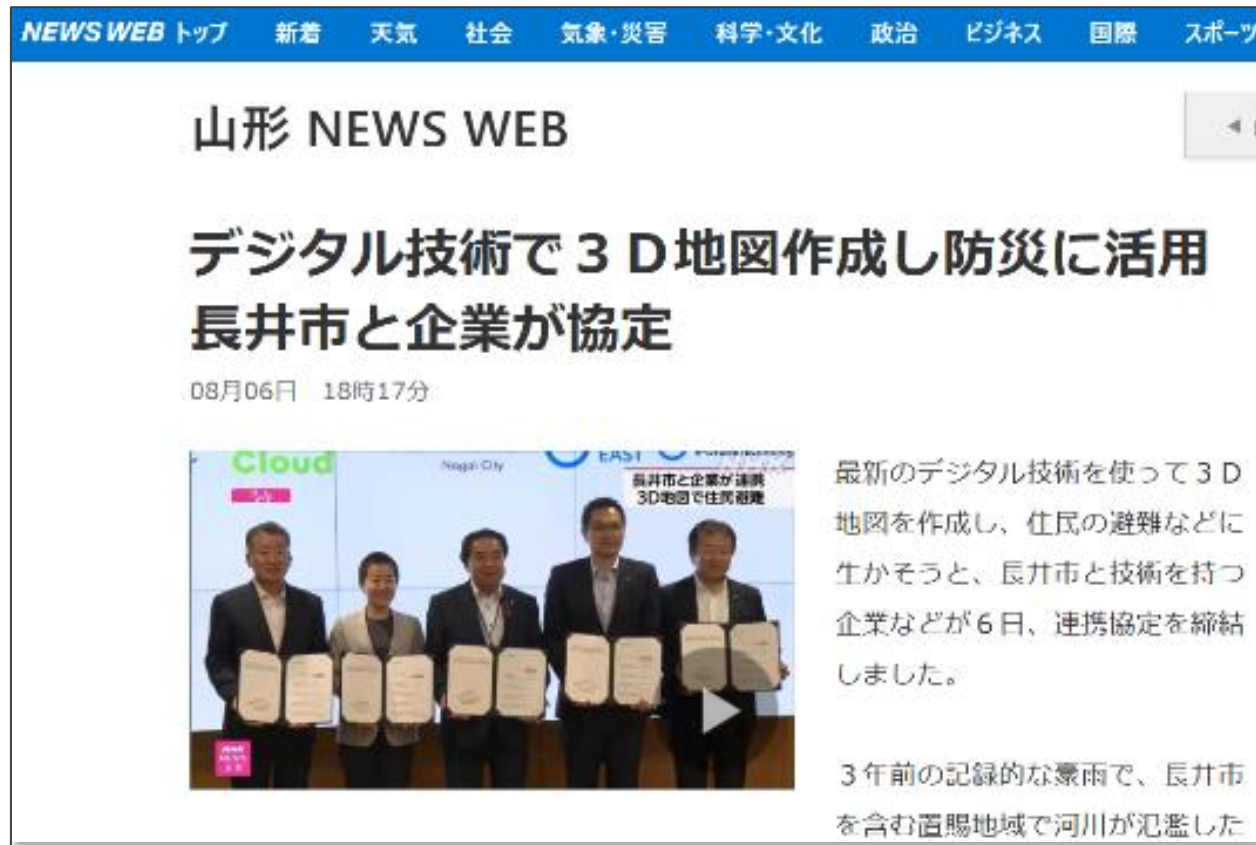 NEWS WEB トップ 新着 天気 社会 気象・災害 科学・文化 政治 ビジネス 国際 スポーツ
山形 NEWS WEB
デジタル技術で３Ｄ地図作成し防災に活用
長井市と企業が協定
08月06日 18時17分
Cloud
Nagai City
EAST
長井市と企業が連携
3D地図で住民避難
NHK
NEWS
最新のデジタル技術を使って３Ｄ
地図を作成し、住民の避難などに
生かそうと、長井市と技術を持つ
企業などが６日、連携協定を締結
しました。
３年前の記録的な豪雨で、長井市
を含む置賜地域で河川が氾濫した